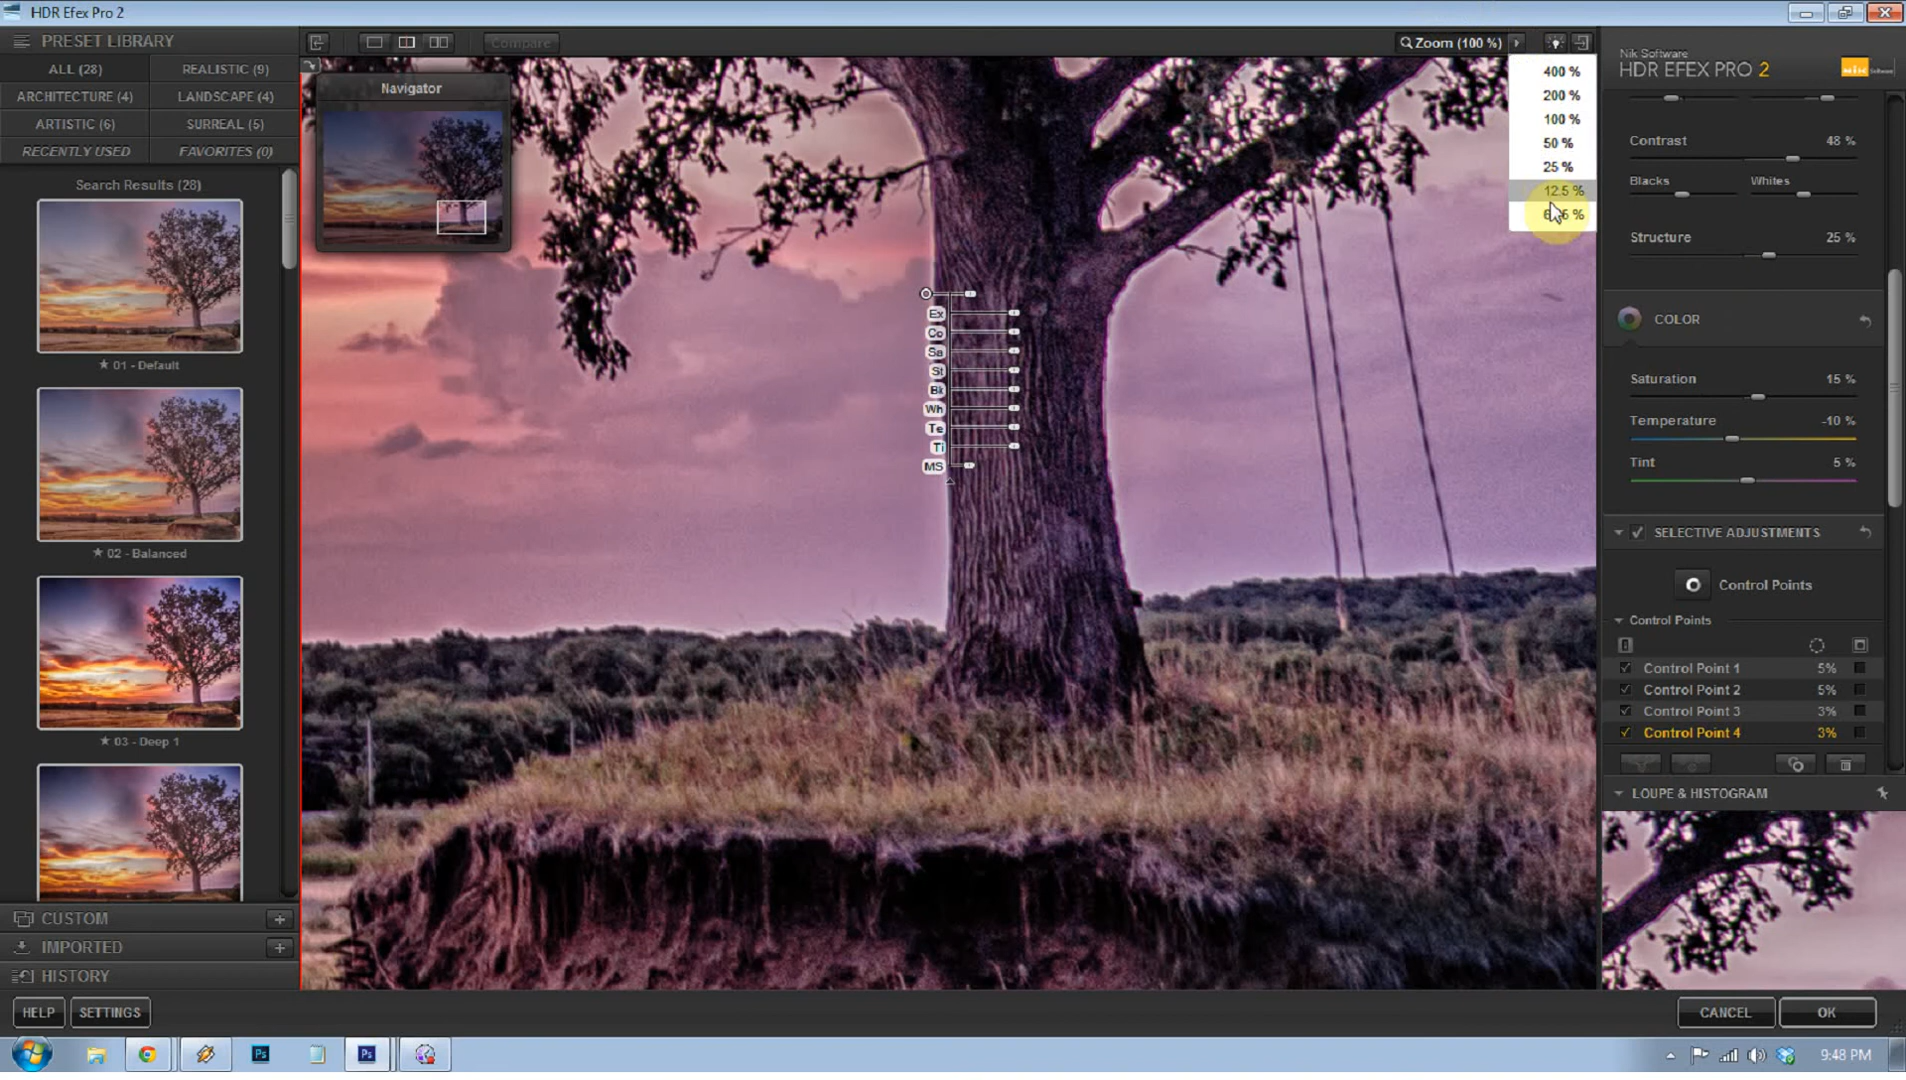 HDR Efex Pro 2
PRESET LIBRARY
ALL (28)
REALISTIC (9)
ARCHITECTURE (4)
LANDSCAPE (4)
ARTISTIC (6)
SURREAL (5)
RECENTLY USED
FAVORITES (0)
Search Results (28)
★ 01 - Default
★ 02 - Balanced
★ 03 - Deep 1
CUSTOM
IMPORTED
HISTORY
HELP
SETTINGS
Compare
Zoom (100 %)
Navigator
400 %
200 %
100 %
50 %
25 %
12.5 %
Ex
Co
Sa
St
Bk
Wh
Te
Ti
MS
Nik Software
HDR EFEX PRO 2
Contrast 48 %
Blacks Whites
Structure 25 %
COLOR
Saturation 15 %
Temperature -10 %
Tint 5 %
SELECTIVE ADJUSTMENTS
Control Points
Control Points
Control Point 1 5%
Control Point 2 5%
Control Point 3 3%
Control Point 4 3%
LOUPE & HISTOGRAM
CANCEL
OK
Ps
Ps
9:48 PM